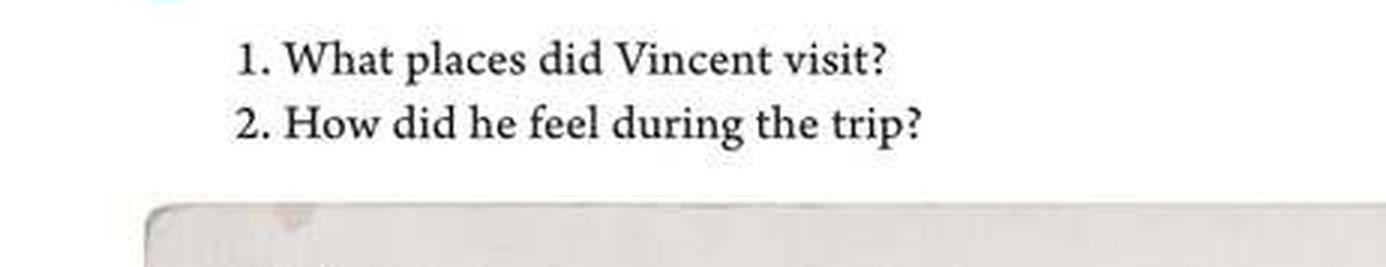 1. What places did Vincent visit?
2. How did he feel during the trip?